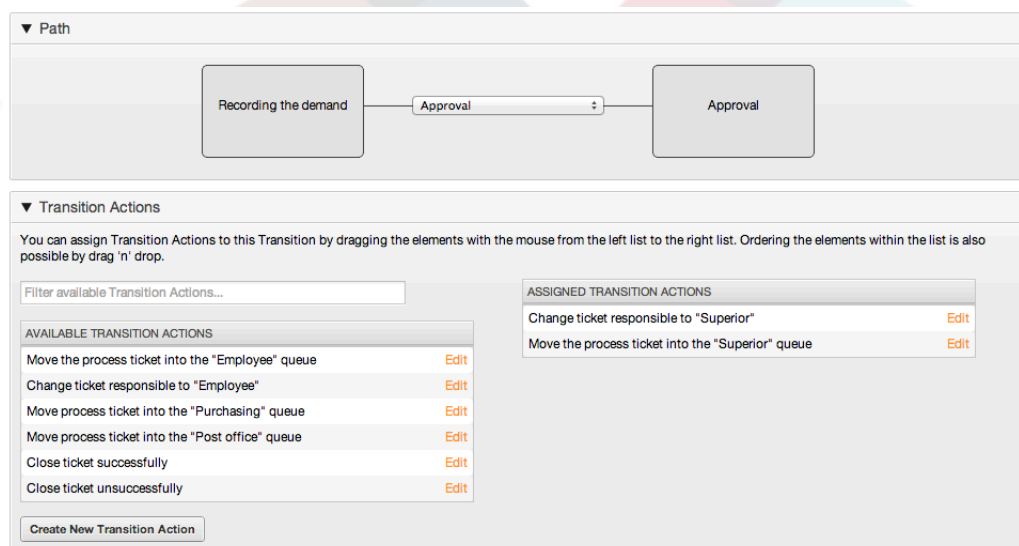 ▼ Path
Recording the demand
Approval
Approval
▼ Transition Actions
You can assign Transition Actions to this Transition by dragging the elements with the mouse from the left list to the right list. Ordering the elements within the list is also
possible by drag 'n' drop.
Filter available Transition Actions...
AVAILABLE TRANSITION ACTIONS
Move the process ticket into the "Employee" queue Edit
Change ticket responsible to "Employee" Edit
Move process ticket into the "Purchasing" queue Edit
Move process ticket into the "Post office" queue Edit
Close ticket successfully Edit
Close ticket unsuccessfully Edit
Create New Transition Action
ASSIGNED TRANSITION ACTIONS
Change ticket responsible to "Superior" Edit
Move the process ticket into the "Superior" queue Edit